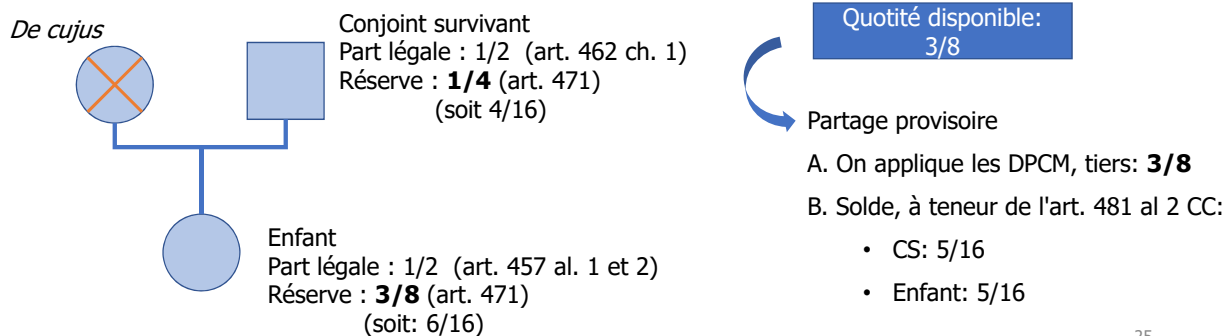 De cujus
Conjoint survivant
Part légale : 1/2  (art. 462 ch. 1)
Réserve : 1/4 (art. 471)
(soit 4/16)
Enfant
Part légale : 1/2  (art. 457 al. 1 et 2)
Réserve : 3/8 (art. 471)
(soit: 6/16)
Quotité disponible:
3/8
Partage provisoire
A. On applique les DPCM, tiers: 3/8
B. Solde, à teneur de l'art. 481 al 2 CC:
• CS: 5/16
• Enfant: 5/16